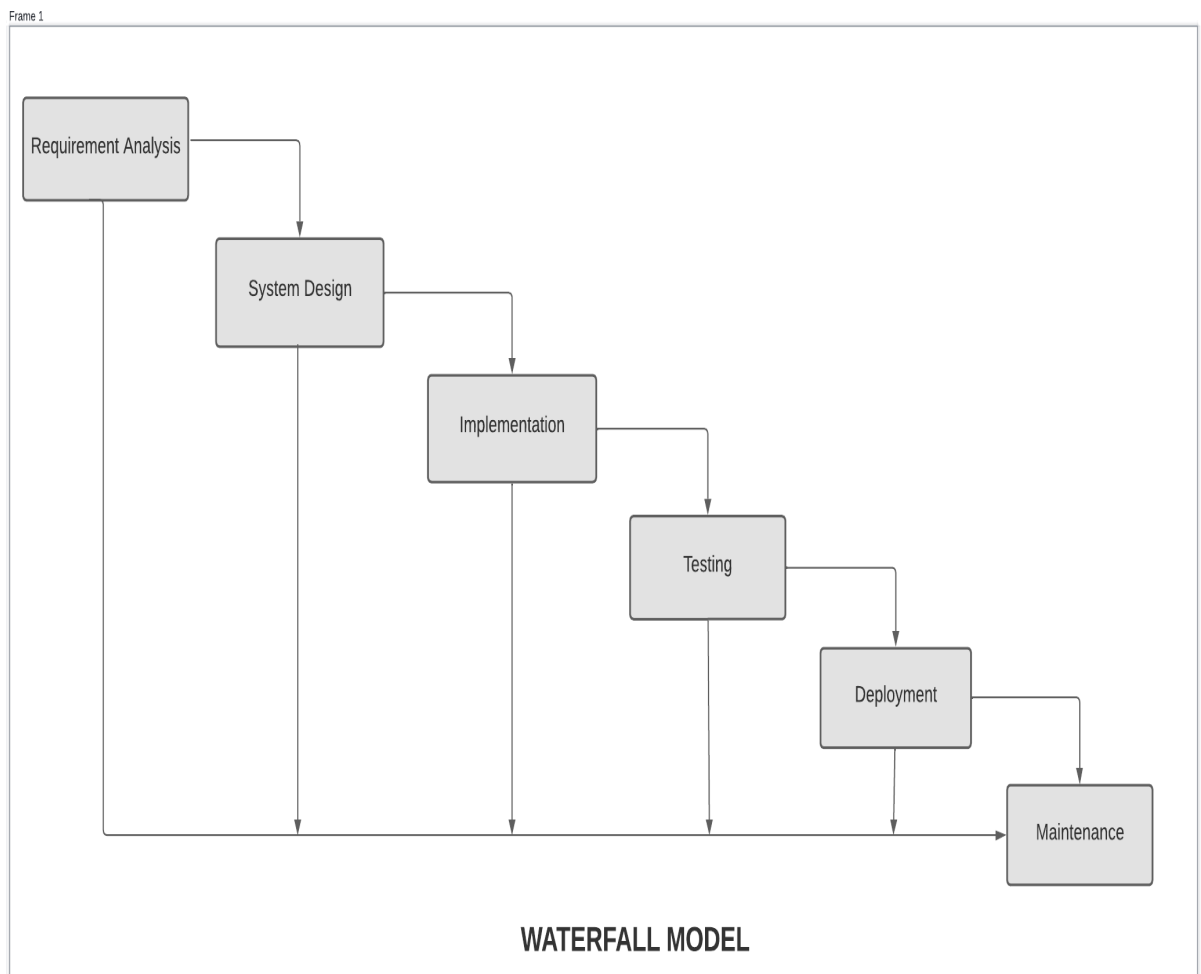 Frame 1
Requirement Analysis
System Design
Implementation
Testing
Deployment
Maintenance
WATERFALL MODEL